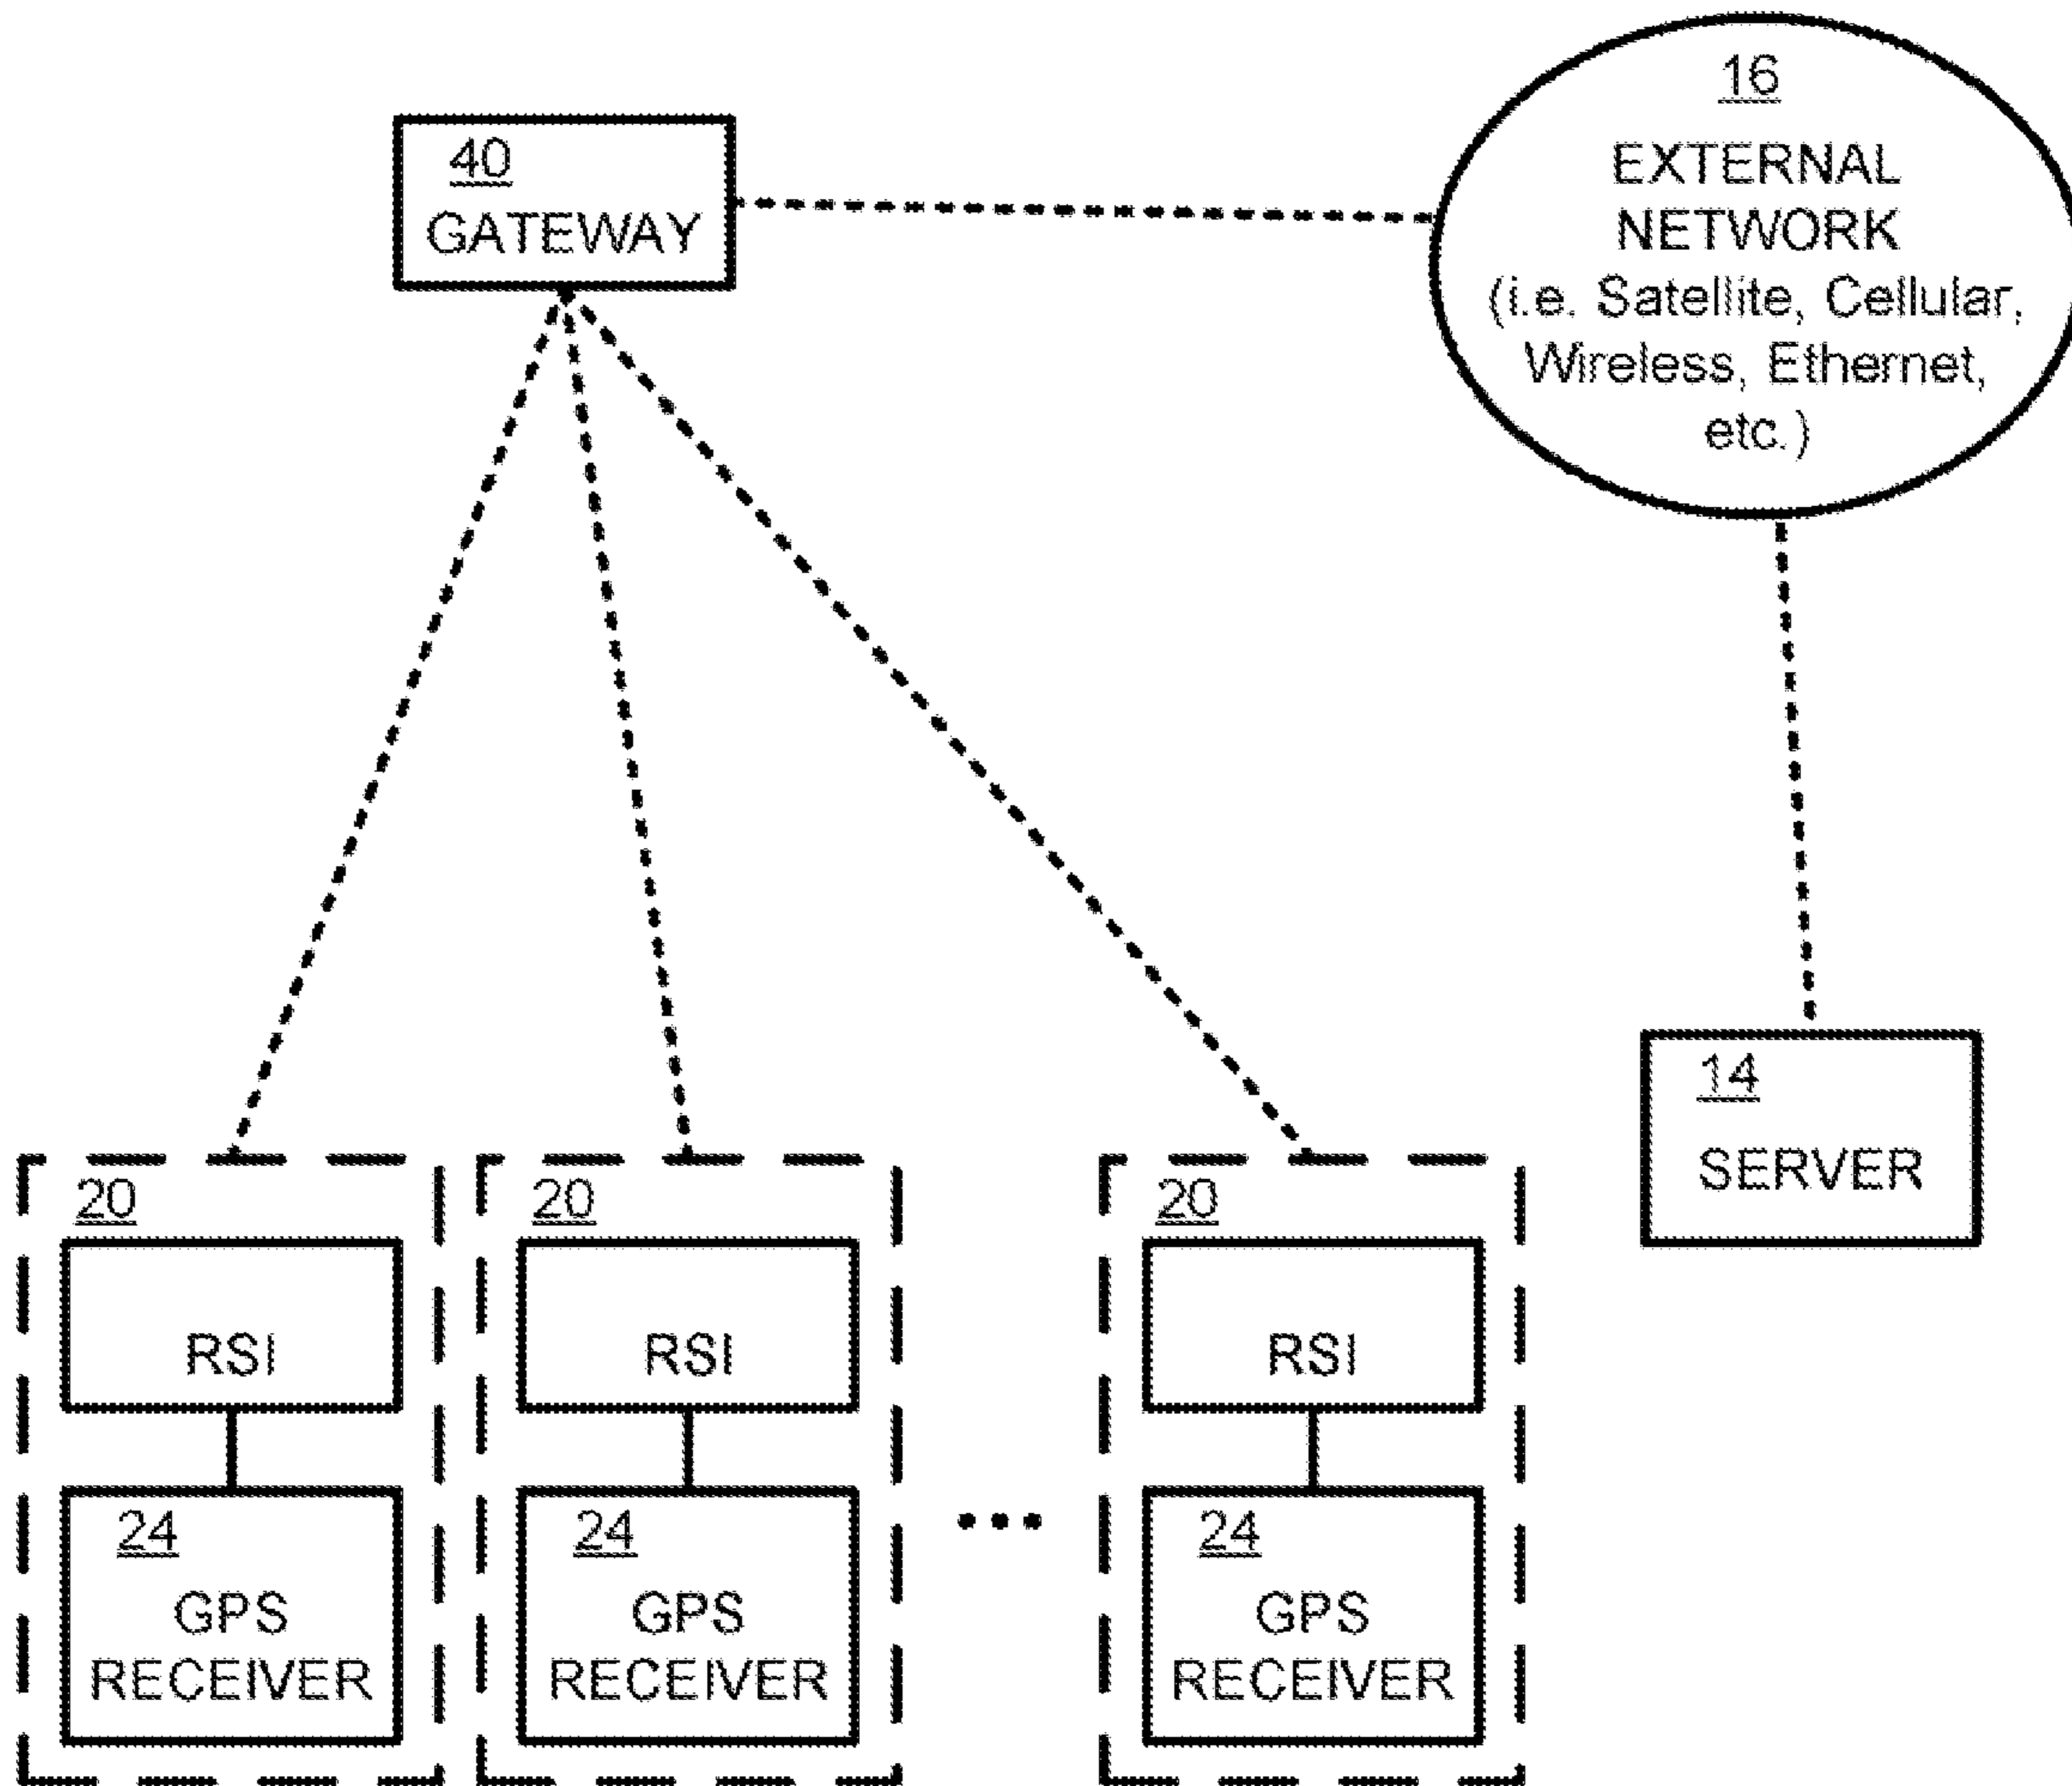 40
GATEWAY
16
EXTERNAL
NETWORK
(i.e. Satellite, Cellular,
Wireless, Ethernet,
etc.)
14
SERVER
20
RSI
24
GPS
RECEIVER
20
RSI
24
GPS
RECEIVER
...
20
RSI
24
GPS
RECEIVER